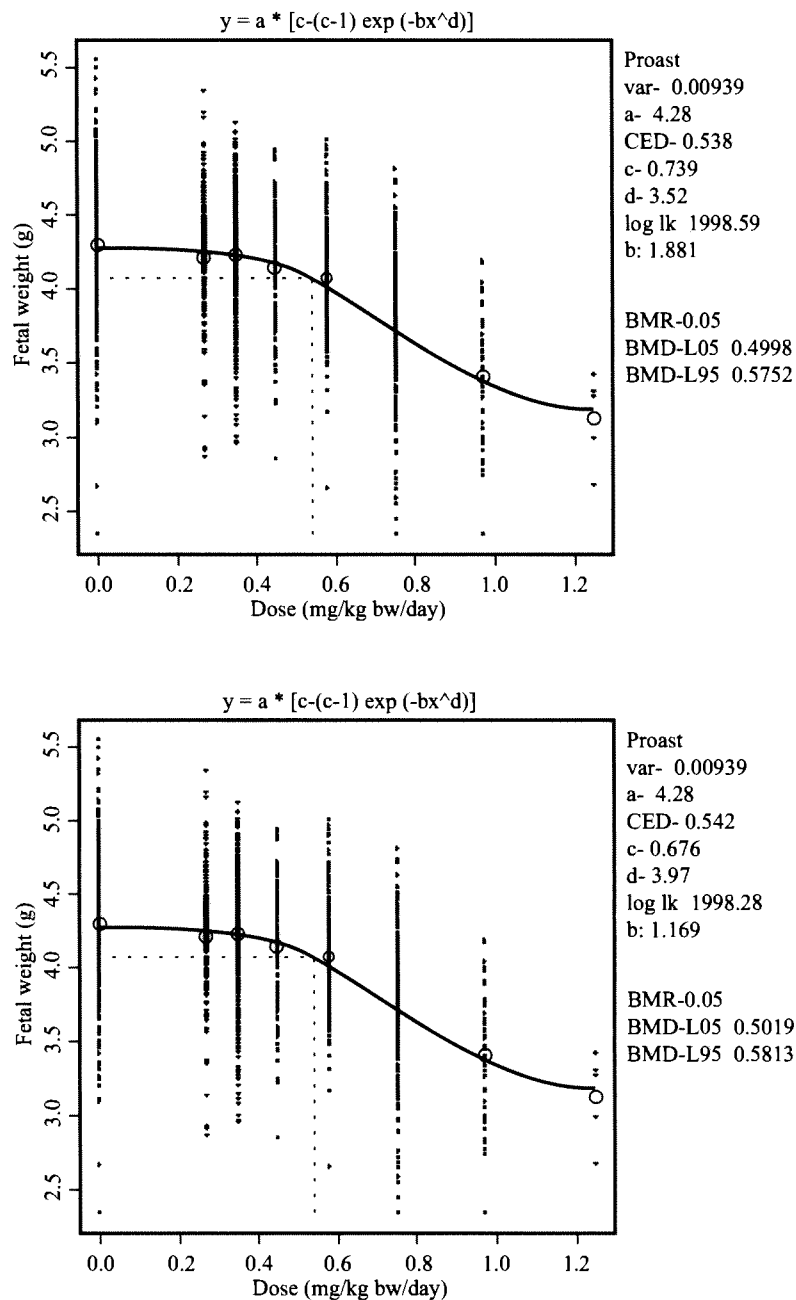 y = a * [c-(c-1) exp (-bx^d)]
5.5
5.0
4.5
4.0
3.5
3.0
2.5
Fetal weight (g)
0.0 0.2 0.4 0.6 0.8 1.0 1.2
Dose (mg/kg bw/day)
Proast
var- 0.00939
a- 4.28
CED- 0.538
c- 0.739
d- 3.52
log lk 1998.59
b: 1.881
BMR-0.05
BMD-L05 0.4998
BMD-L95 0.5752
y = a * [c-(c-1) exp (-bx^d)]
5.5
5.0
4.5
4.0
3.5
3.0
2.5
Fetal weight (g)
0.0 0.2 0.4 0.6 0.8 1.0 1.2
Dose (mg/kg bw/day)
Proast
var- 0.00939
a- 4.28
CED- 0.542
c- 0.676
d- 3.97
log lk 1998.28
b: 1.169
BMR-0.05
BMD-L05 0.5019
BMD-L95 0.5813